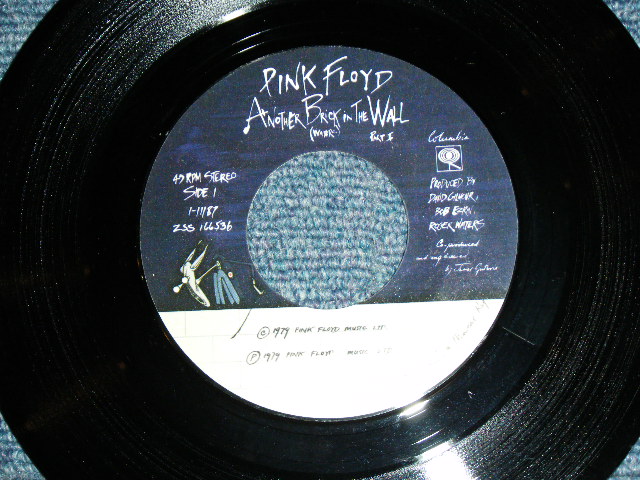 PINK FLOYD
ANOTHER BRICK IN THE WALL
(WATERS) PART II
45 RPM STEREO
SIDE 1
1-11187
ZSS 166536
Columbia
PRODUCED BY
DAVID GILMOUR,
BOB EZRIN,
ROGER WATERS
Co-produced
and engineered
by James Guthrie
© 1979 PINK FLOYD MUSIC LTD
℗ 1979 PINK FLOYD MUSIC LTD